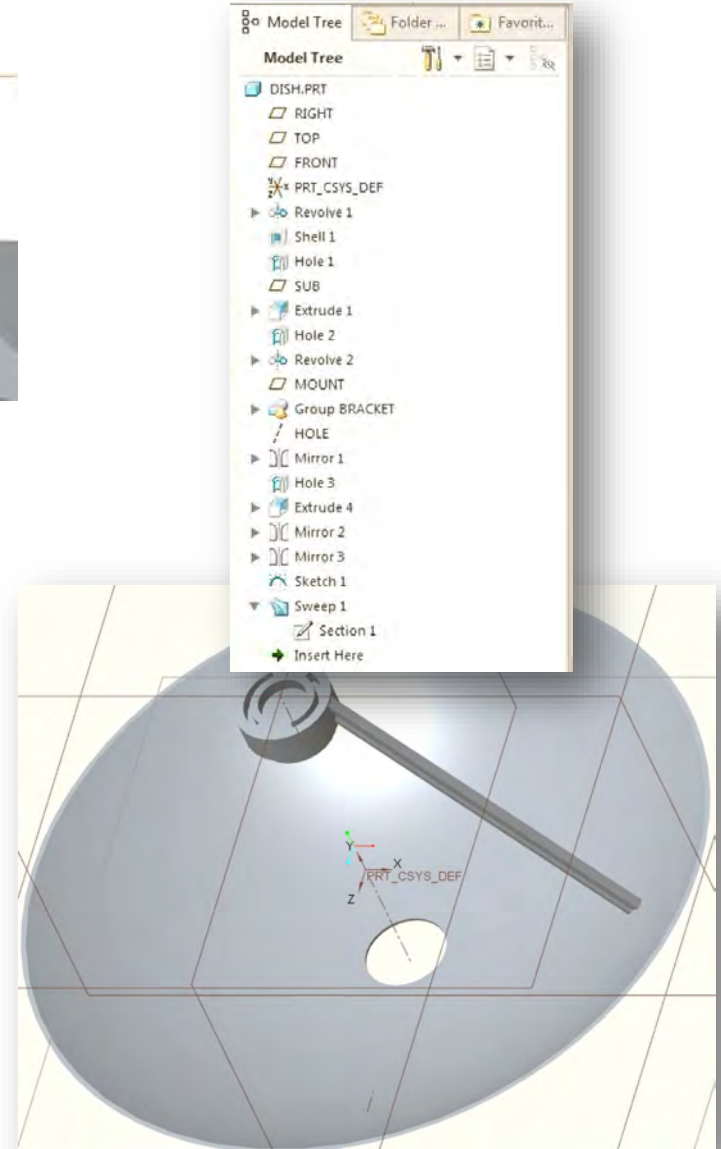 Model Tree Folder ... Favorit...
Model Tree
DISH.PRT
RIGHT
TOP
FRONT
PRT_CSYS_DEF
Revolve 1
Shell 1
Hole 1
SUB
Extrude 1
Hole 2
Revolve 2
MOUNT
Group BRACKET
HOLE
Mirror 1
Hole 3
Extrude 4
Mirror 2
Mirror 3
Sketch 1
Sweep 1
Section 1
Insert Here
Y
X
PRT_CSYS_DEF
Z